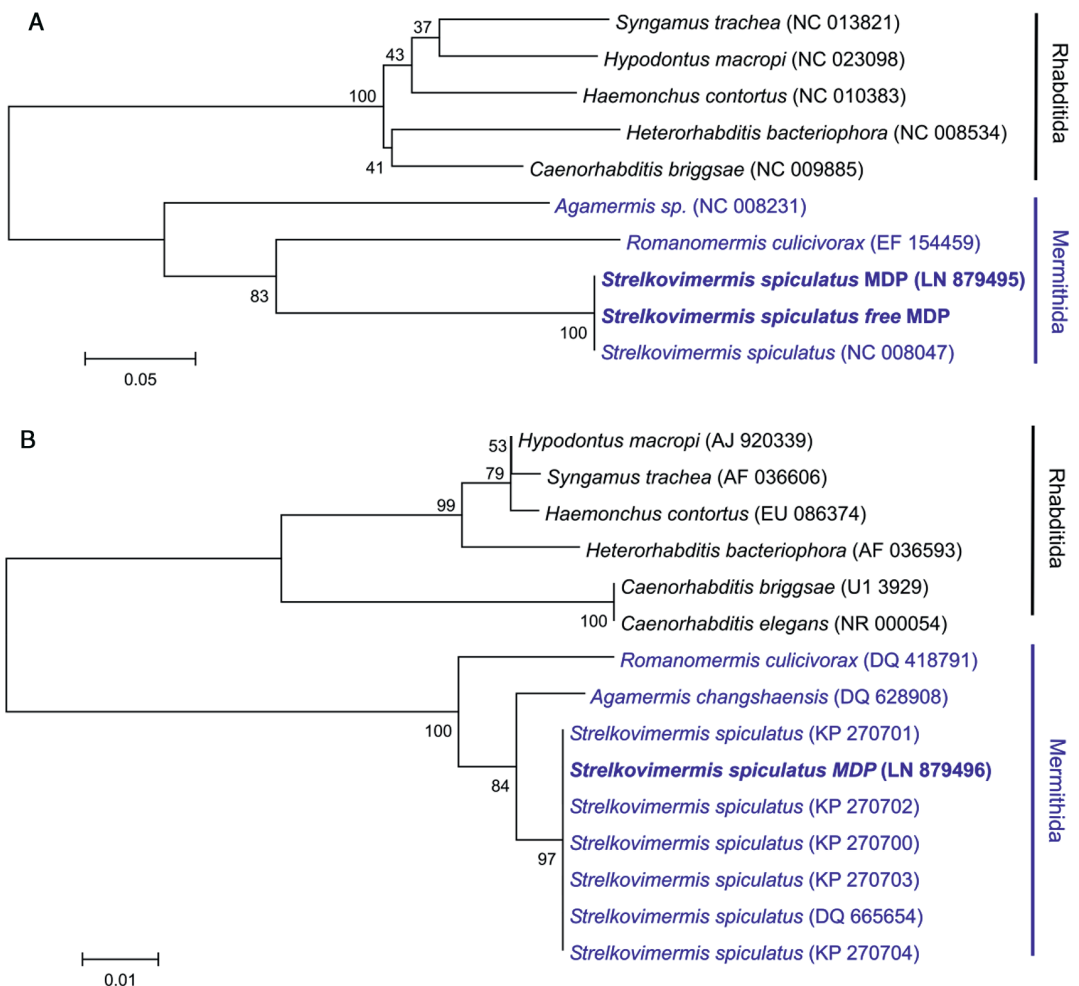 A
37
Syngamus trachea (NC 013821)
43
Hypodontus macropi (NC 023098)
100
Haemonchus contortus (NC 010383)
Heterorhabditis bacteriophora (NC 008534)
41
Caenorhabditis briggsae (NC 009885)
Rhabditida
Agamermis sp. (NC 008231)
Romanomermis culicivorax (EF 154459)
83
Strelkovimermis spiculatus MDP (LN 879495)
Strelkovimermis spiculatus free MDP
100
Strelkovimermis spiculatus (NC 008047)
Mermithida
0.05
B
53
Hypodontus macropi (AJ 920339)
79
Syngamus trachea (AF 036606)
99
Haemonchus contortus (EU 086374)
Heterorhabditis bacteriophora (AF 036593)
Caenorhabditis briggsae (U1 3929)
100
Caenorhabditis elegans (NR 000054)
Rhabditida
Romanomermis culicivorax (DQ 418791)
100
Agamermis changshaensis (DQ 628908)
84
Strelkovimermis spiculatus (KP 270701)
Strelkovimermis spiculatus MDP (LN 879496)
Strelkovimermis spiculatus (KP 270702)
Strelkovimermis spiculatus (KP 270700)
97
Strelkovimermis spiculatus (KP 270703)
Strelkovimermis spiculatus (DQ 665654)
Strelkovimermis spiculatus (KP 270704)
Mermithida
0.01